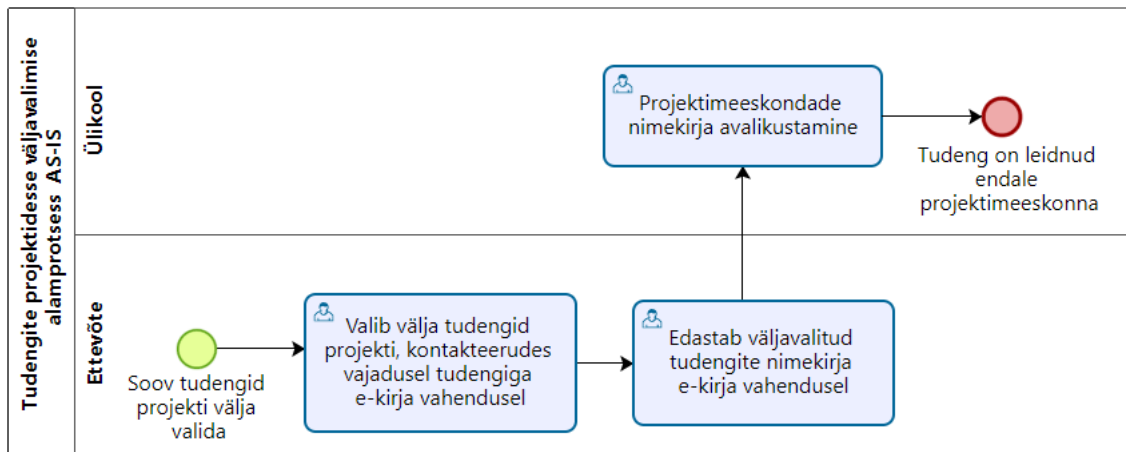 Tudengite projektidesse väljavalimise
alamprotsess AS-IS
Ülikool
Projektimeeskondade
nimekirja avalikustamine
Tudeng on leidnud
endale
projektimeeskonna
Ettevõte
Soov tudengid
projekti välja
valida
Valib välja tudengid
projekti, kontakteerudes
vajadusel tudengiga
e-kirja vahendusel
Edastab väljavalitud
tudengite nimekirja
e-kirja vahendusel